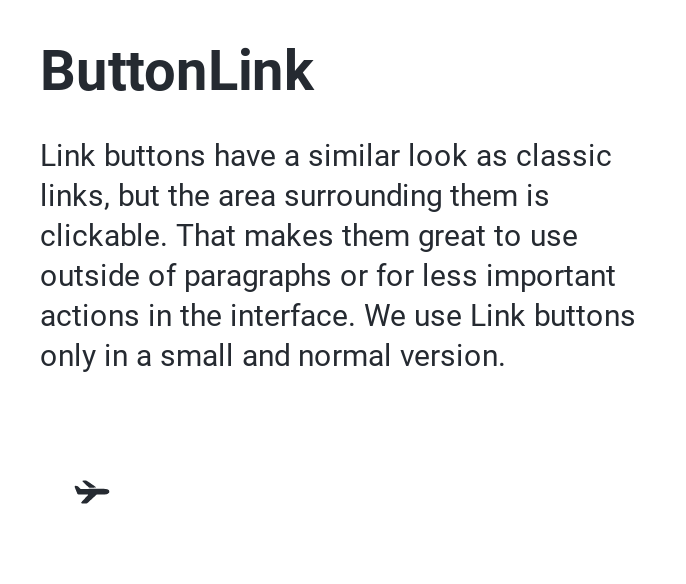 ButtonLink
Link buttons have a similar look as classic
links, but the area surrounding them is
clickable. That makes them great to use
outside of paragraphs or for less important
actions in the interface. We use Link buttons
only in a small and normal version.